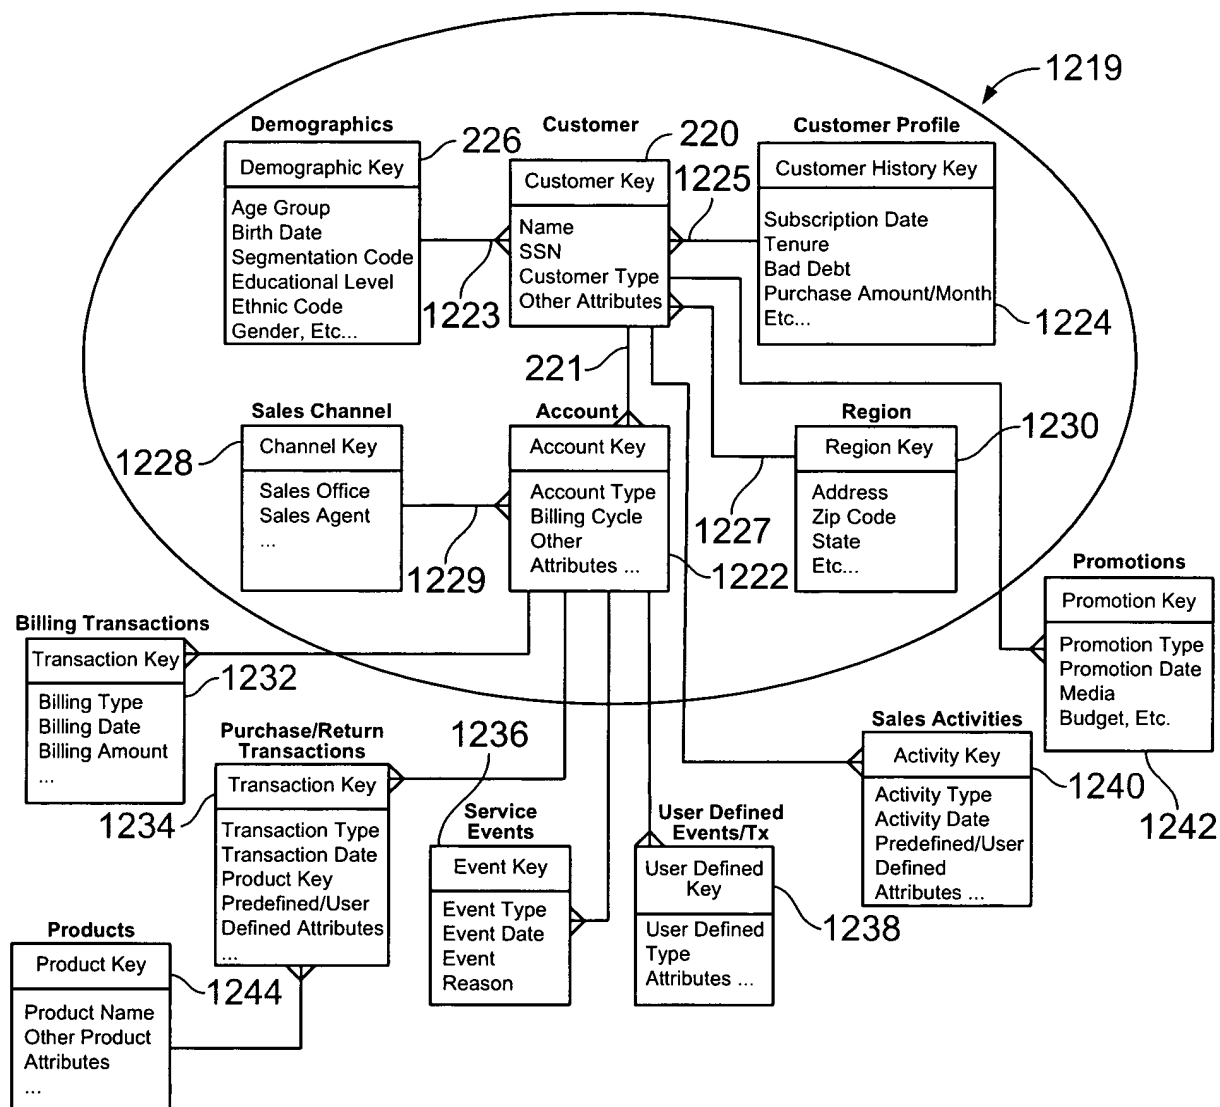 1219
Demographics
226
Demographic Key
Age Group
Birth Date
Segmentation Code
Educational Level
Ethnic Code
Gender, Etc...
1223
Customer
220
Customer Key
Name
SSN
Customer Type
Other Attributes
1225
221
Customer Profile
Customer History Key
Subscription Date
Tenure
Bad Debt
Purchase Amount/Month
Etc...
1224
Sales Channel
1228
Channel Key
Sales Office
Sales Agent
...
1229
Account
Account Key
Account Type
Billing Cycle
Other
Attributes ...
1222
1227
Region
1230
Region Key
Address
Zip Code
State
Etc...
Promotions
Promotion Key
Promotion Type
Promotion Date
Media
Budget, Etc.
1242
Billing Transactions
Transaction Key
1232
Billing Type
Billing Date
Billing Amount
...
Purchase/Return
Transactions
Transaction Key
1234
Transaction Type
Transaction Date
Product Key
Predefined/User
Defined Attributes
...
1236
Service
Events
Event Key
Event Type
Event Date
Event
Reason
User Defined
Events/Tx
User Defined
Key
1238
User Defined
Type
Attributes ...
Sales Activities
Activity Key
1240
Activity Type
Activity Date
Predefined/User
Defined
Attributes ...
Products
Product Key
1244
Product Name
Other Product
Attributes
...